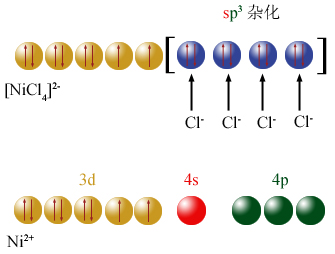 sp³ 杂化
[NiCl₄]²⁻
Cl⁻ Cl⁻ Cl⁻ Cl⁻
3d 4s 4p
Ni²⁺